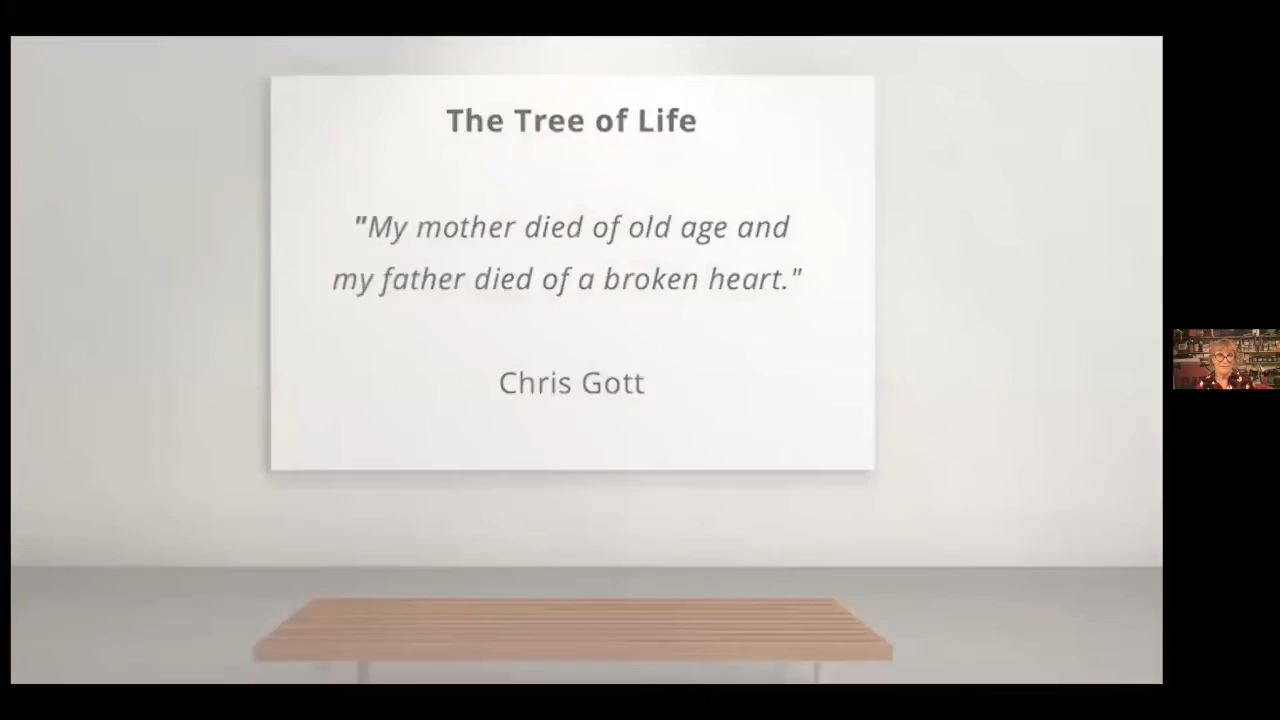 The Tree of Life
"My mother died of old age and
my father died of a broken heart."
Chris Gott